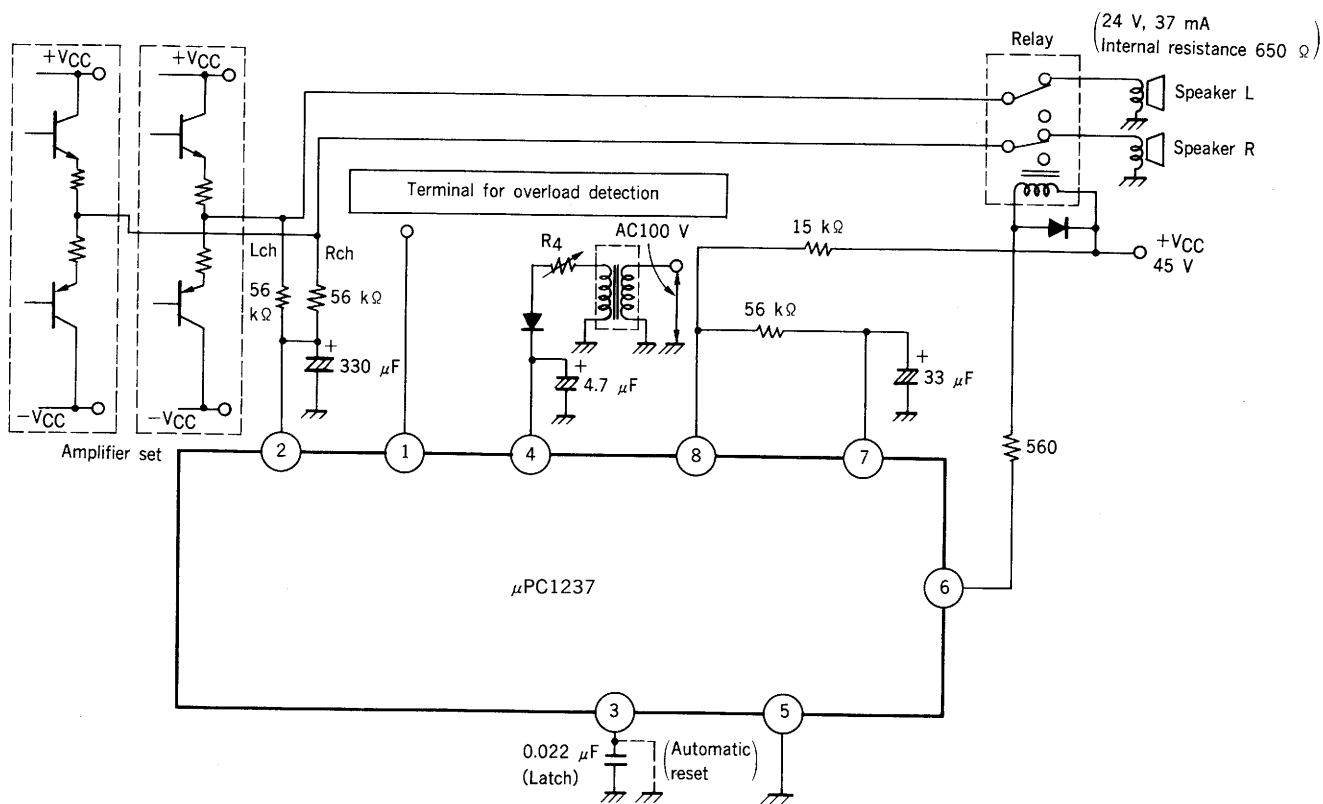 (24 V, 37 mA
Internal resistance 650 Ω)
Relay
+VCC
+VCC
Speaker L
Speaker R
Terminal for overload detection
AC100 V
R4
15 kΩ
+VCC
45 V
Lch
Rch
56 kΩ
56 kΩ
56 kΩ
+
330 μF
4.7 μF
+
33 μF
-VCC
-VCC
Amplifier set
2
1
4
8
7
560
μPC1237
6
3
5
0.022 μF
(Latch)
(Automatic
reset)